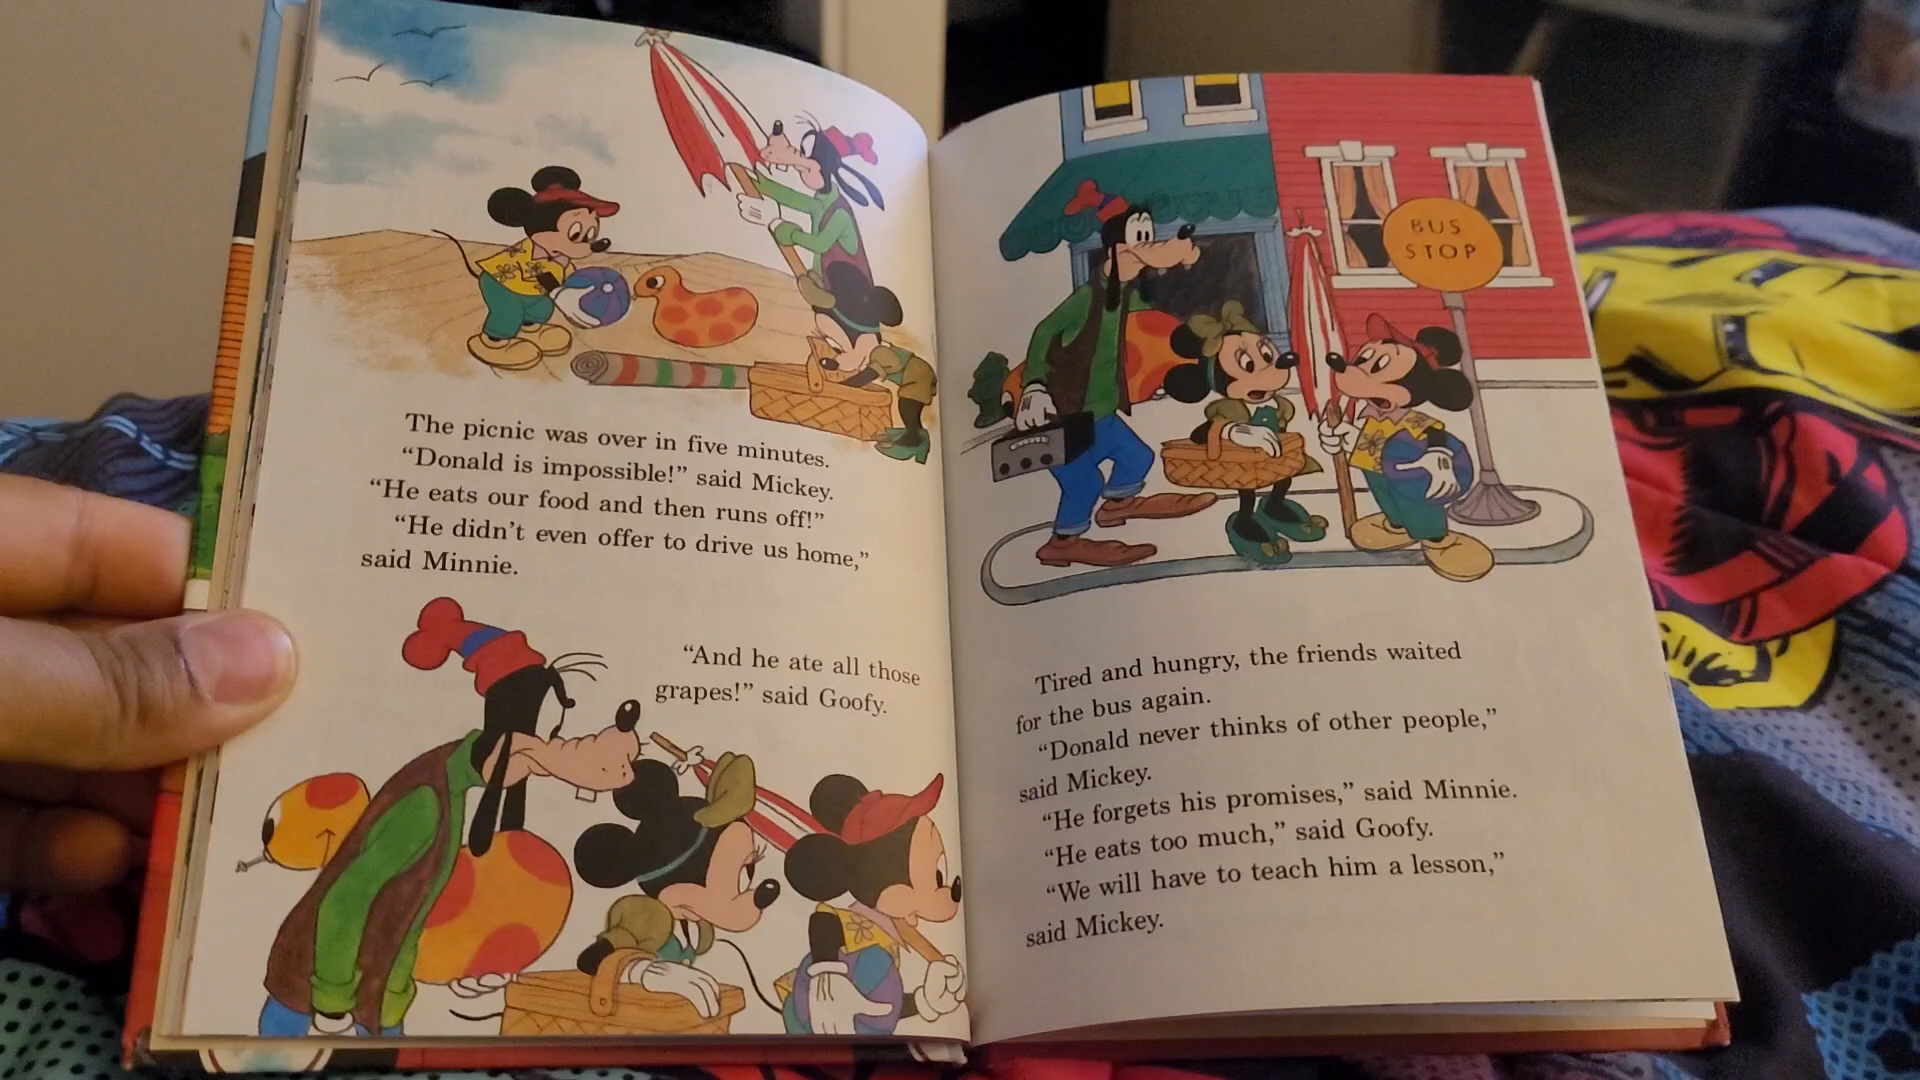 The picnic was over in five minutes.
“Donald is impossible!” said Mickey.
“He eats our food and then runs off!”
“He didn’t even offer to drive us home,”
said Minnie.
“And he ate all those
grapes!” said Goofy.
BUS
STOP
Tired and hungry, the friends waited
for the bus again.
“Donald never thinks of other people,”
said Mickey.
“He forgets his promises,” said Minnie.
“He eats too much,” said Goofy.
“We will have to teach him a lesson,”
said Mickey.